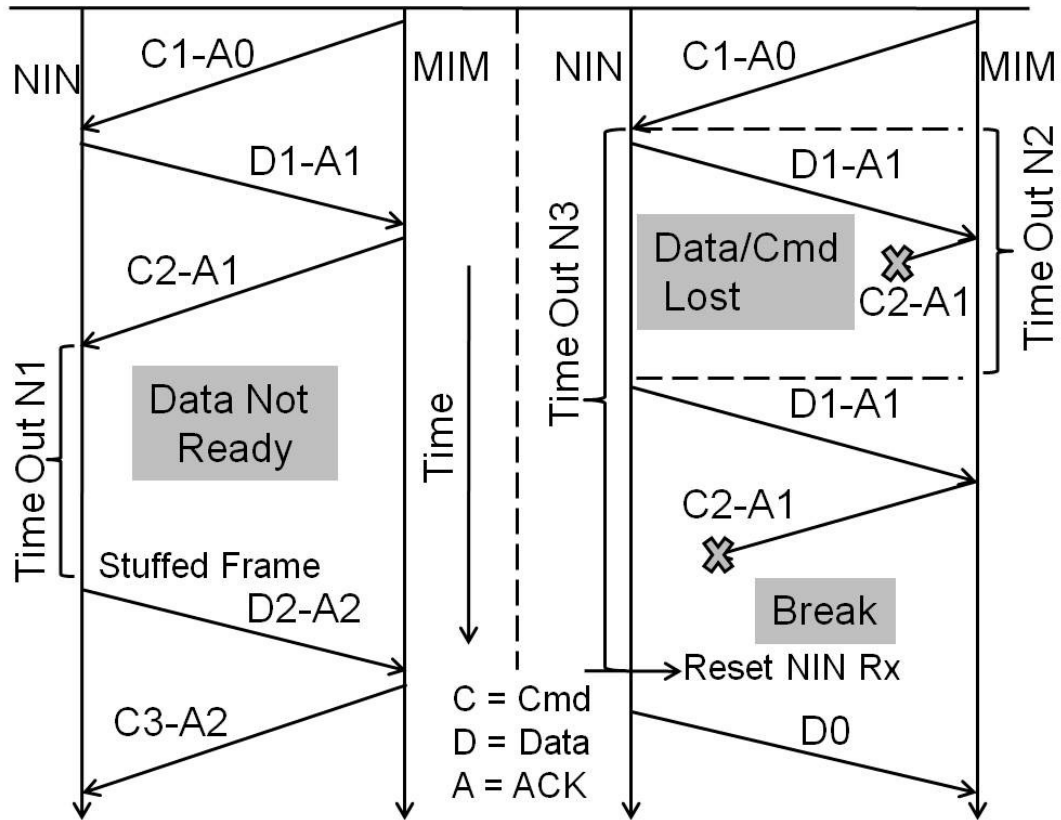 C1-A0
NIN
MIM
D1-A1
C2-A1
Time Out N1
Data Not
Ready
Stuffed Frame
D2-A2
C3-A2
Time
C = Cmd
D = Data
A = ACK
C1-A0
NIN
MIM
D1-A1
Time Out N3
Time Out N2
Data/Cmd
Lost
C2-A1
D1-A1
C2-A1
Break
Reset NIN Rx
D0